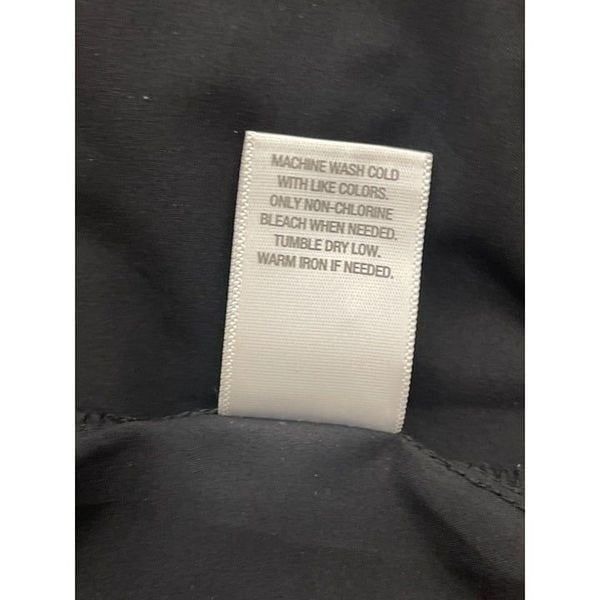 MACHINE WASH COLD
WITH LIKE COLORS.
ONLY NON-CHLORINE
BLEACH WHEN NEEDED.
TUMBLE DRY LOW.
WARM IRON IF NEEDED.